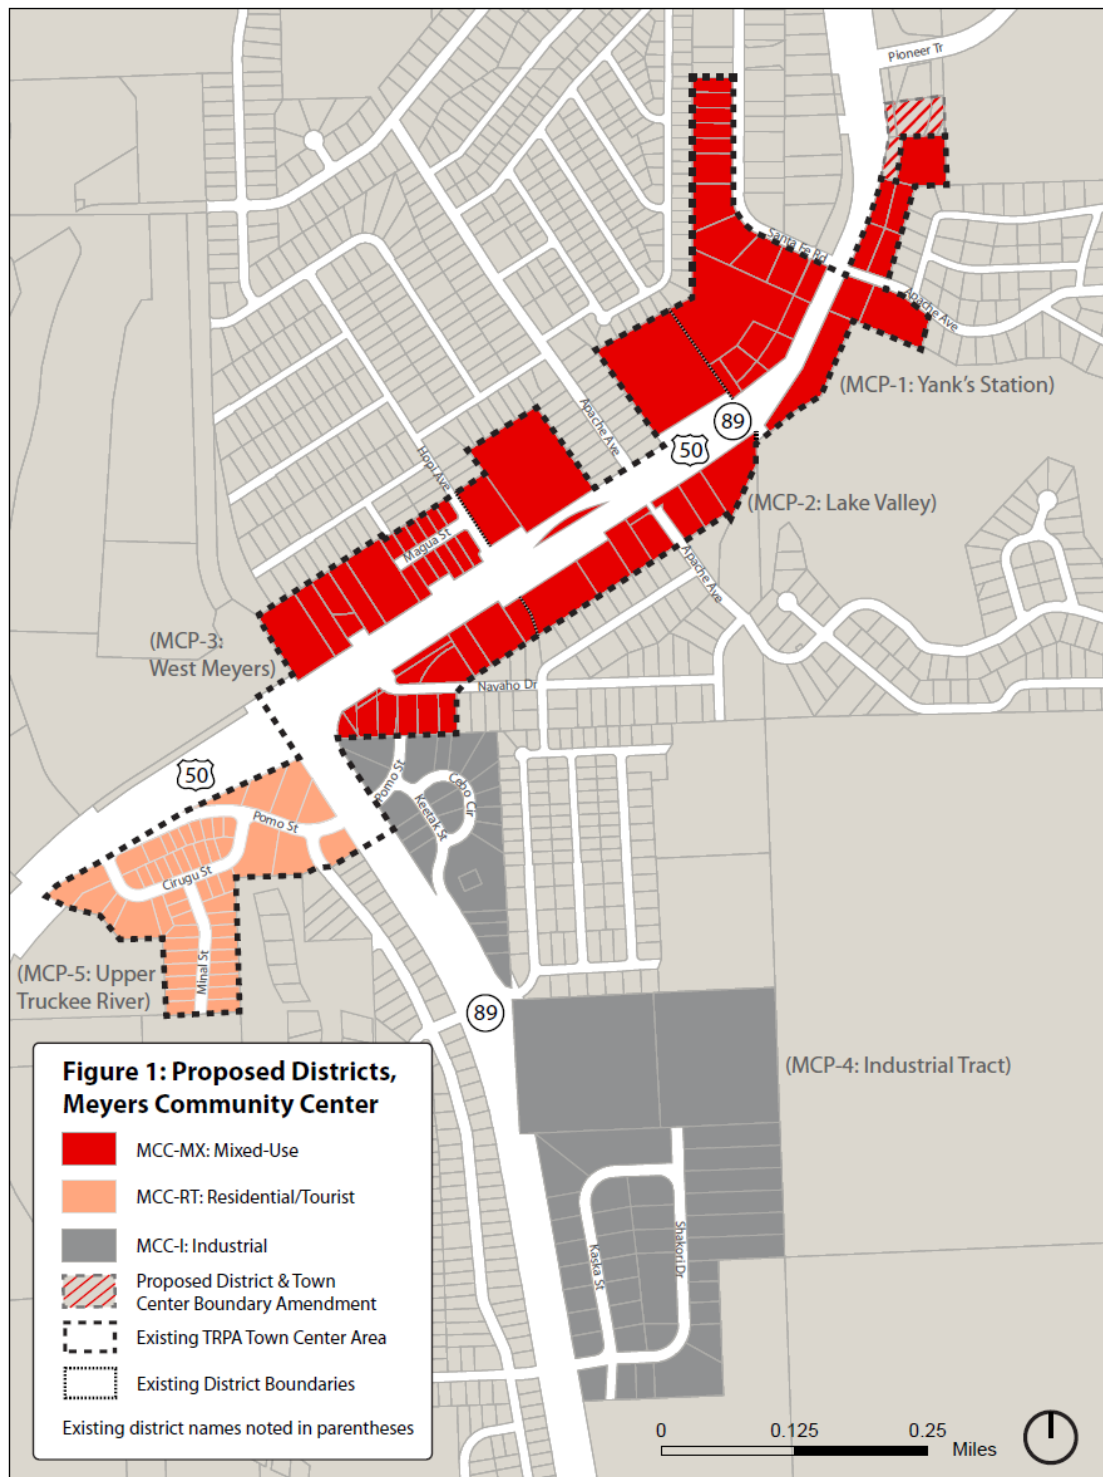 Pioneer Tr
Santa Fe Rd
Apache Ave
(MCP-1: Yank's Station)
89
50
Apache Ave
Hopi Ave
(MCP-2: Lake Valley)
Magua St
Apache Ave
(MCP-3:
West Meyers)
Navaho Dr
50
Pomo St
Cebo Cir
Keetak St
Pomo St
Cirugu St
Minal St
(MCP-5: Upper
Truckee River)
89
(MCP-4: Industrial Tract)
Shakori Dr
Kaska St
Figure 1: Proposed Districts,
Meyers Community Center
MCC-MX: Mixed-Use
MCC-RT: Residential/Tourist
MCC-I: Industrial
Proposed District & Town
Center Boundary Amendment
Existing TRPA Town Center Area
Existing District Boundaries
Existing district names noted in parentheses
0 0.125 0.25
Miles